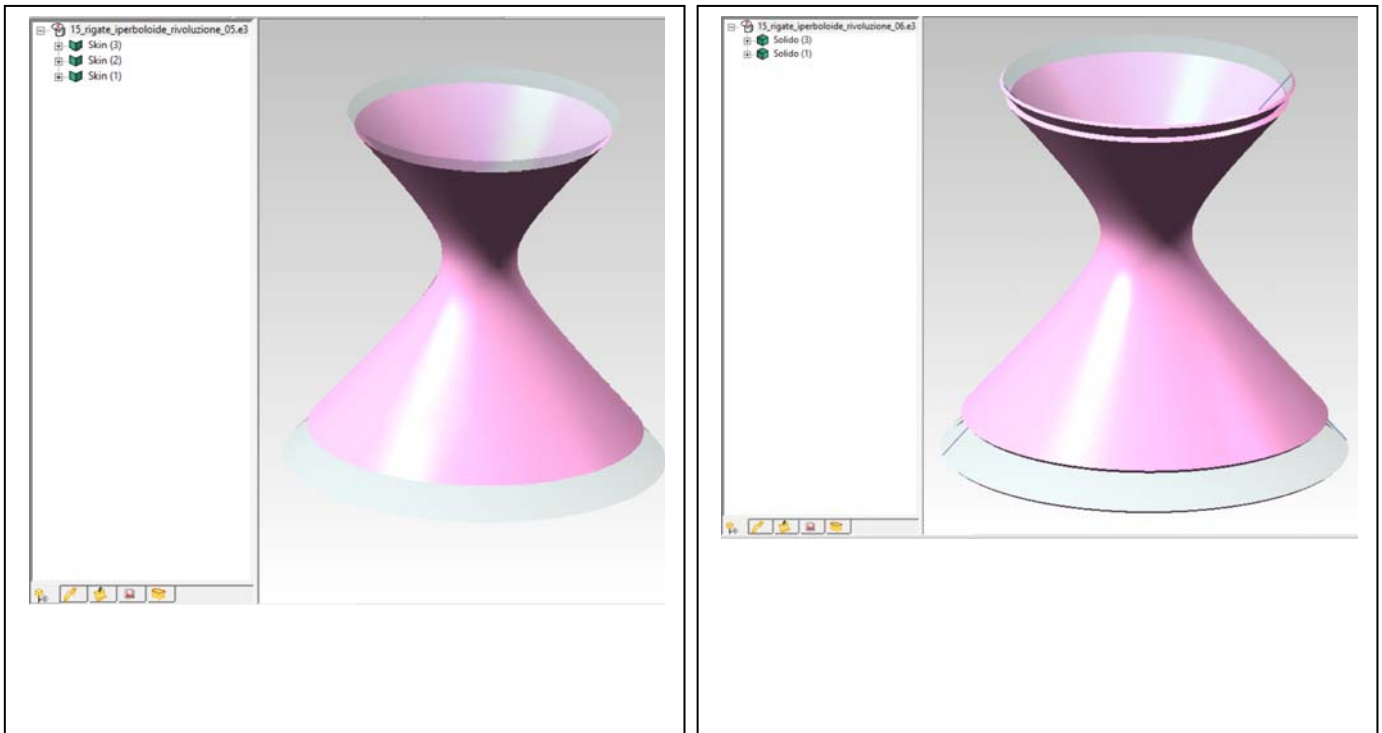 15_rigate_iperboloide_rivoluzione_05.e3
Skin (3)
Skin (2)
Skin (1)
15_rigate_iperboloide_rivoluzione_06.e3
Solido (3)
Solido (1)